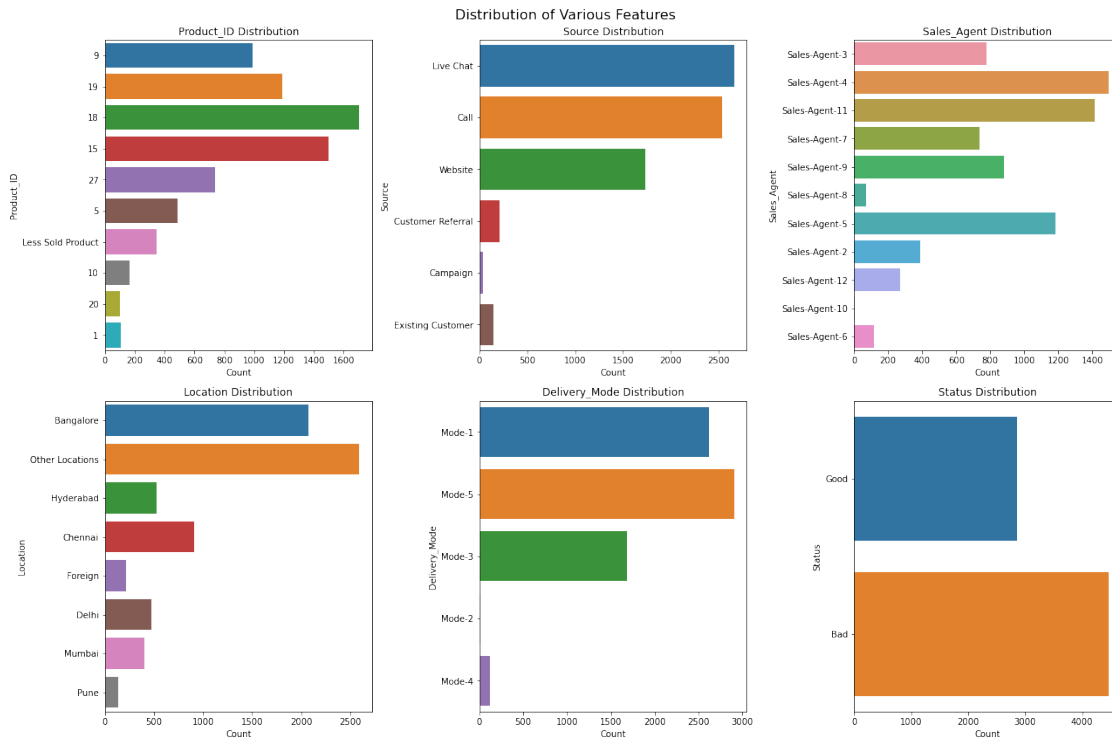 Distribution of Various Features
Product_ID Distribution
Product_ID
9
19
18
15
27
5
Less Sold Product
10
20
1
0 200 400 600 800 1000 1200 1400 1600
Count
Source Distribution
Source
Live Chat
Call
Website
Customer Referral
Campaign
Existing Customer
0 500 1000 1500 2000 2500
Count
Sales_Agent Distribution
Sales_Agent
Sales-Agent-3
Sales-Agent-4
Sales-Agent-11
Sales-Agent-7
Sales-Agent-9
Sales-Agent-8
Sales-Agent-5
Sales-Agent-2
Sales-Agent-12
Sales-Agent-10
Sales-Agent-6
0 200 400 600 800 1000 1200 1400
Count
Location Distribution
Location
Bangalore
Other Locations
Hyderabad
Chennai
Foreign
Delhi
Mumbai
Pune
0 500 1000 1500 2000 2500
Count
Delivery_Mode Distribution
Delivery_Mode
Mode-1
Mode-5
Mode-3
Mode-2
Mode-4
0 500 1000 1500 2000 2500 3000
Count
Status Distribution
Status
Good
Bad
0 1000 2000 3000 4000
Count